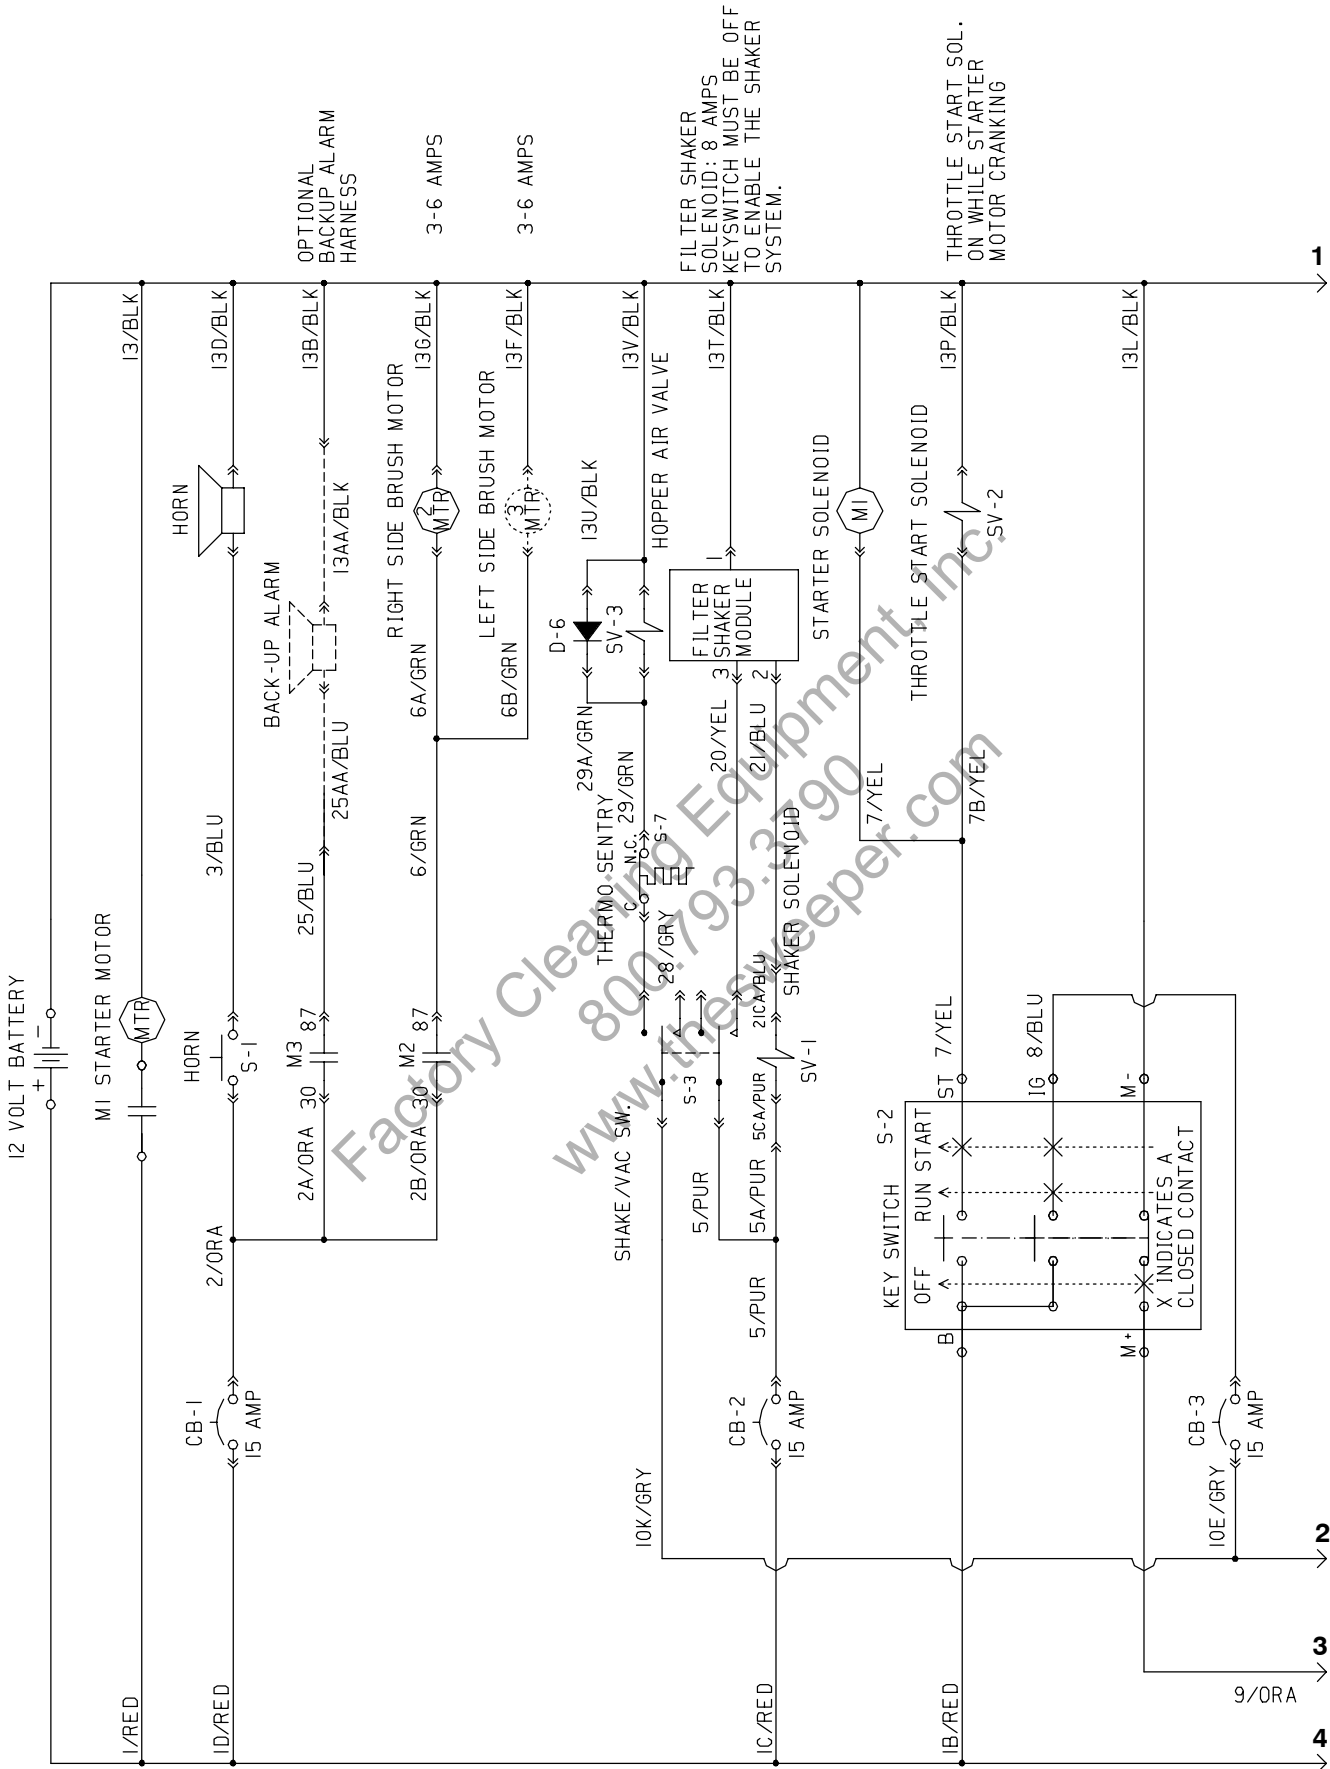 12 VOLT BATTERY
+
-
1/RED
M1 STARTER MOTOR
MTR
13/BLK
1D/RED
CB-1
15 AMP
2/ORA
HORN
S-1
3/BLU
HORN
13D/BLK
2A/ORA
30
M3
87
25/BLU
25AA/BLU
BACK-UP ALARM
13AA/BLK
13B/BLK
OPTIONAL
BACKUP ALARM
HARNESS
2B/ORA
30
M2
87
6/GRN
6A/GRN
RIGHT SIDE BRUSH MOTOR
2
MTR
13G/BLK
3-6 AMPS
6B/GRN
LEFT SIDE BRUSH MOTOR
3
MTR
13F/BLK
3-6 AMPS
10K/GRY
SHAKE/VAC SW.
S-3
28/GRY
THERMO SENTRY
C
N.C.
S-7
29/GRN
29A/GRN
D-6
13U/BLK
SV-3
HOPPER AIR VALVE
13V/BLK
FILTER SHAKER
SOLENOID: 8 AMPS
KEYSWITCH MUST BE OFF
TO ENABLE THE SHAKER
SYSTEM.
5/PUR
20/YEL
3
FILTER
SHAKER
MODULE
1
13T/BLK
1C/RED
CB-2
15 AMP
5/PUR
5A/PUR
5CA/PUR
SV-1
21CA/BLU
SHAKER SOLENOID
21/BLU
2
STARTER SOLENOID
M1
7/YEL
1B/RED
KEY SWITCH
S-2
OFF
RUN
START
B
ST
7/YEL
7B/YEL
THROTTLE START SOLENOID
SV-2
13P/BLK
THROTTLE START SOL.
ON WHILE STARTER
MOTOR CRANKING
IG
8/BLU
M+
M-
13L/BLK
X INDICATES A
CLOSED CONTACT
CB-3
15 AMP
10E/GRY
9/ORA
1
2
3
4
Factory Cleaning Equipment, Inc.
800.793.3790
www.thesweeper.com